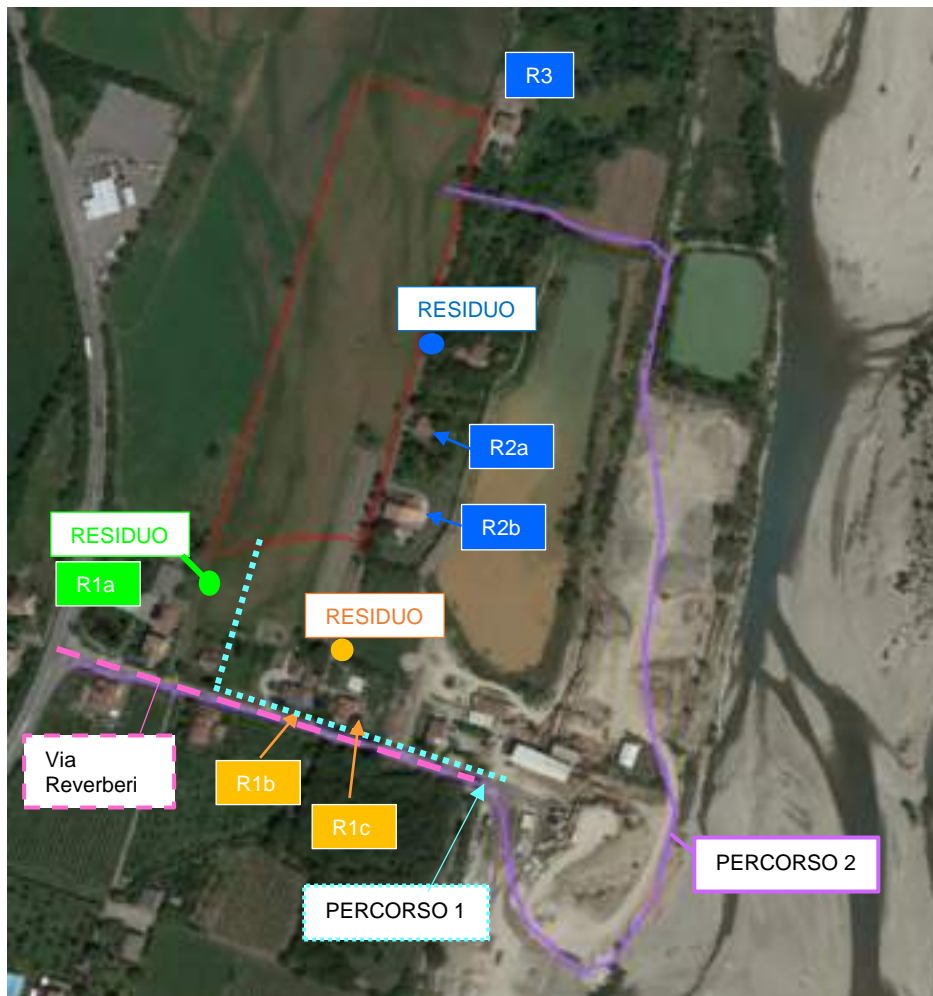 R3
RESIDUO
R2a
R2b
RESIDUO
R1a
RESIDUO
Via
Reverberi
R1b
R1c
PERCORSO 2
PERCORSO 1